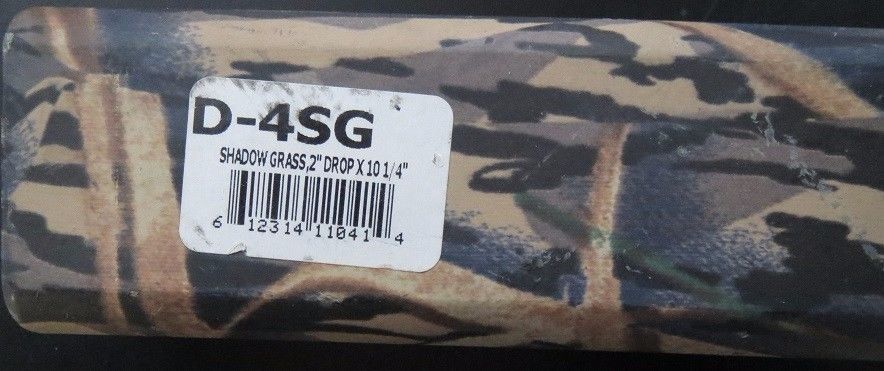 D-4SG
SHADOW GRASS,2" DROP X 10 1/4"
6 12314 11041 4